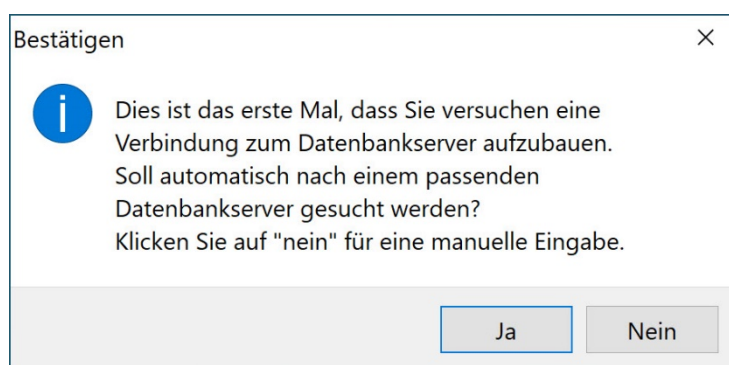 Bestätigen
Dies ist das erste Mal, dass Sie versuchen eine
Verbindung zum Datenbankserver aufzubauen.
Soll automatisch nach einem passenden
Datenbankserver gesucht werden?
Klicken Sie auf "nein" für eine manuelle Eingabe.
Ja
Nein